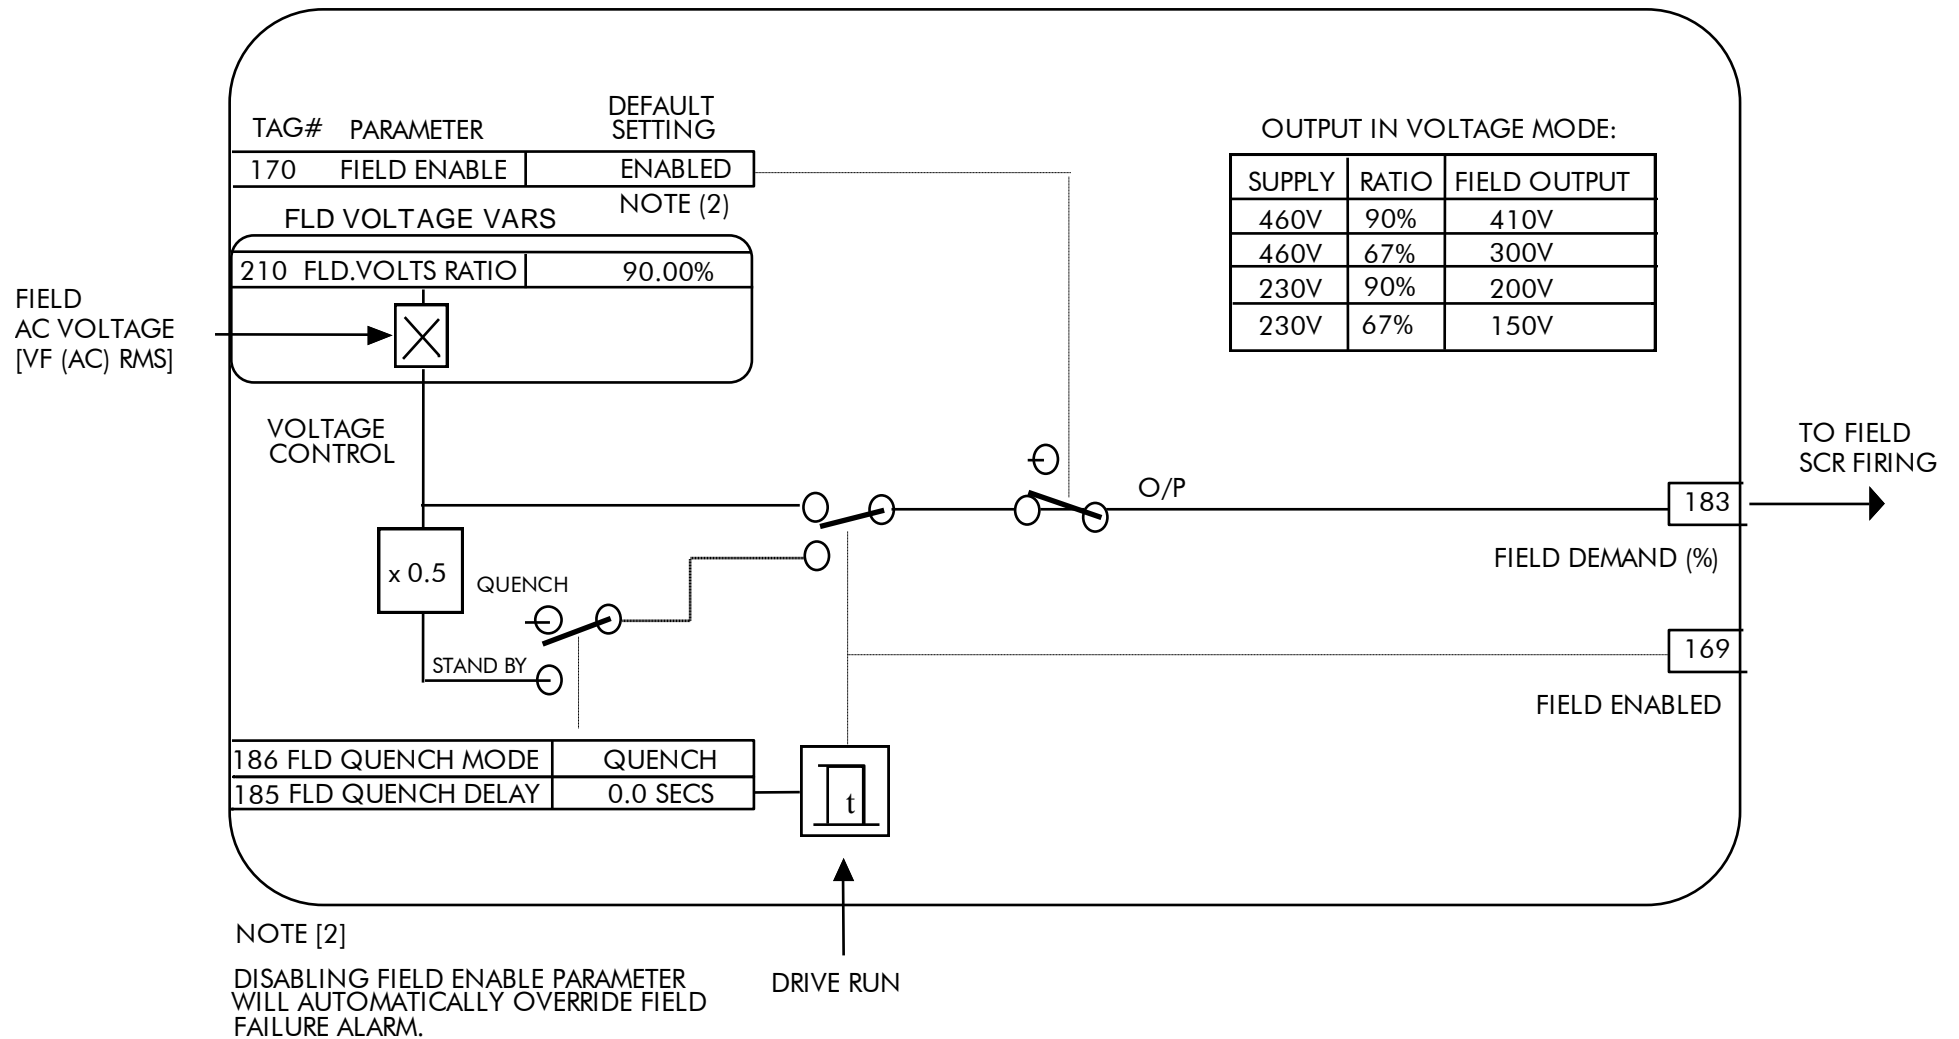 TAG# PARAMETER DEFAULT SETTING
170 FIELD ENABLE ENABLED
NOTE (2)
FLD VOLTAGE VARS
210 FLD.VOLTS RATIO 90.00%
FIELD
AC VOLTAGE
[VF (AC) RMS]
VOLTAGE
CONTROL
OUTPUT IN VOLTAGE MODE:
SUPPLY RATIO FIELD OUTPUT
460V 90% 410V
460V 67% 300V
230V 90% 200V
230V 67% 150V
O/P
TO FIELD
SCR FIRING
183
FIELD DEMAND (%)
x 0.5
QUENCH
STAND BY
169
FIELD ENABLED
186 FLD QUENCH MODE QUENCH
185 FLD QUENCH DELAY 0.0 SECS
t
DRIVE RUN
NOTE [2]
DISABLING FIELD ENABLE PARAMETER
WILL AUTOMATICALLY OVERRIDE FIELD
FAILURE ALARM.